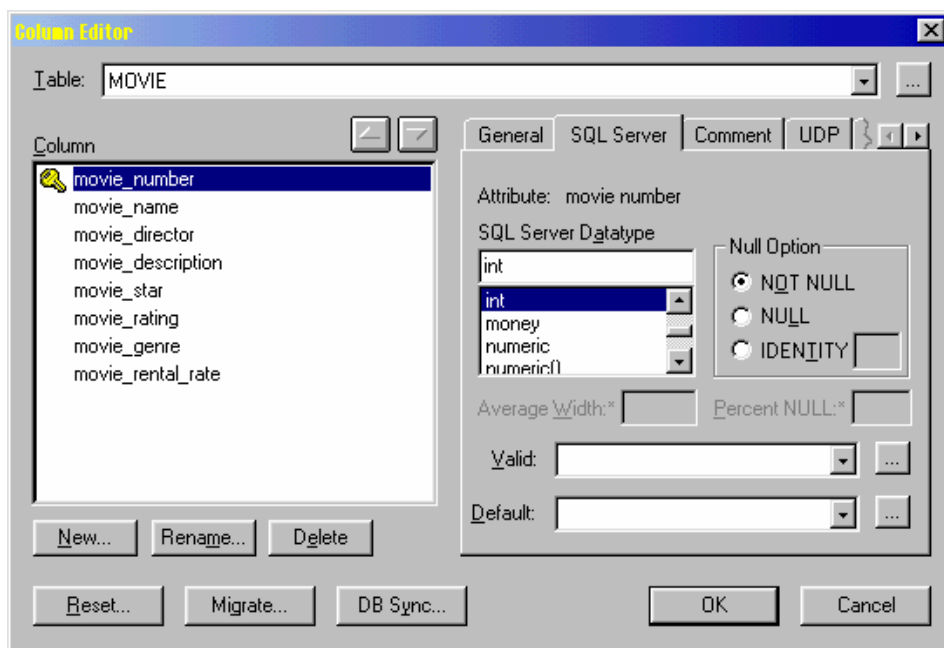 Column Editor
Table: MOVIE
...
Column
movie_number
movie_name
movie_director
movie_description
movie_star
movie_rating
movie_genre
movie_rental_rate
New... Rename... Delete
General SQL Server Comment UDP
Attribute: movie number
SQL Server Datatype
int
int
money
numeric
numeric()
Null Option
NOT NULL
NULL
IDENTITY
Average Width:* Percent NULL:*
Valid: ...
Default: ...
Reset... Migrate... DB Sync... OK Cancel